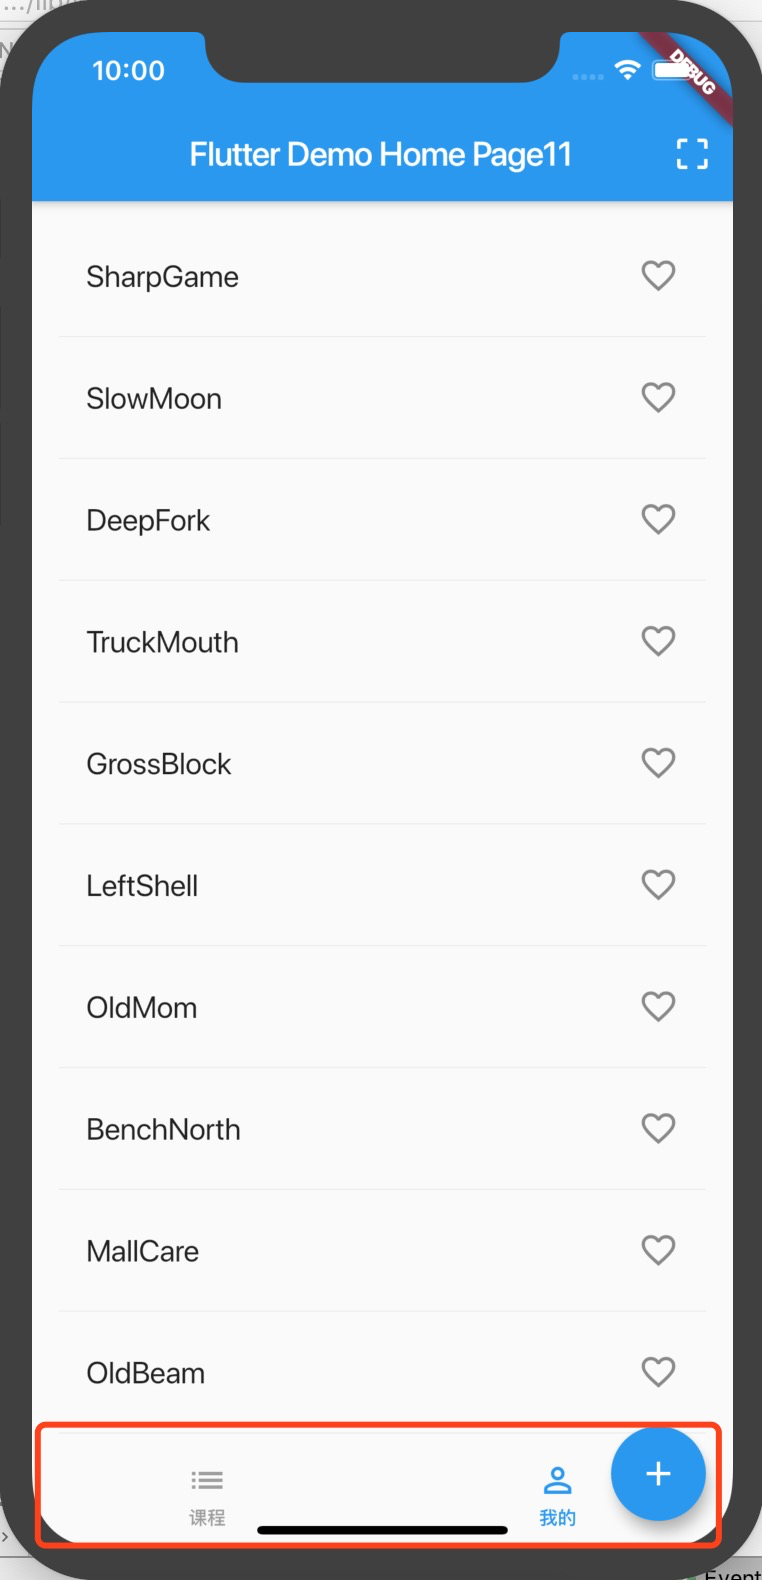 10:00
DEBUG
Flutter Demo Home Page11
SharpGame
SlowMoon
DeepFork
TruckMouth
GrossBlock
LeftShell
OldMom
BenchNorth
MallCare
OldBeam
课程
我的
Event